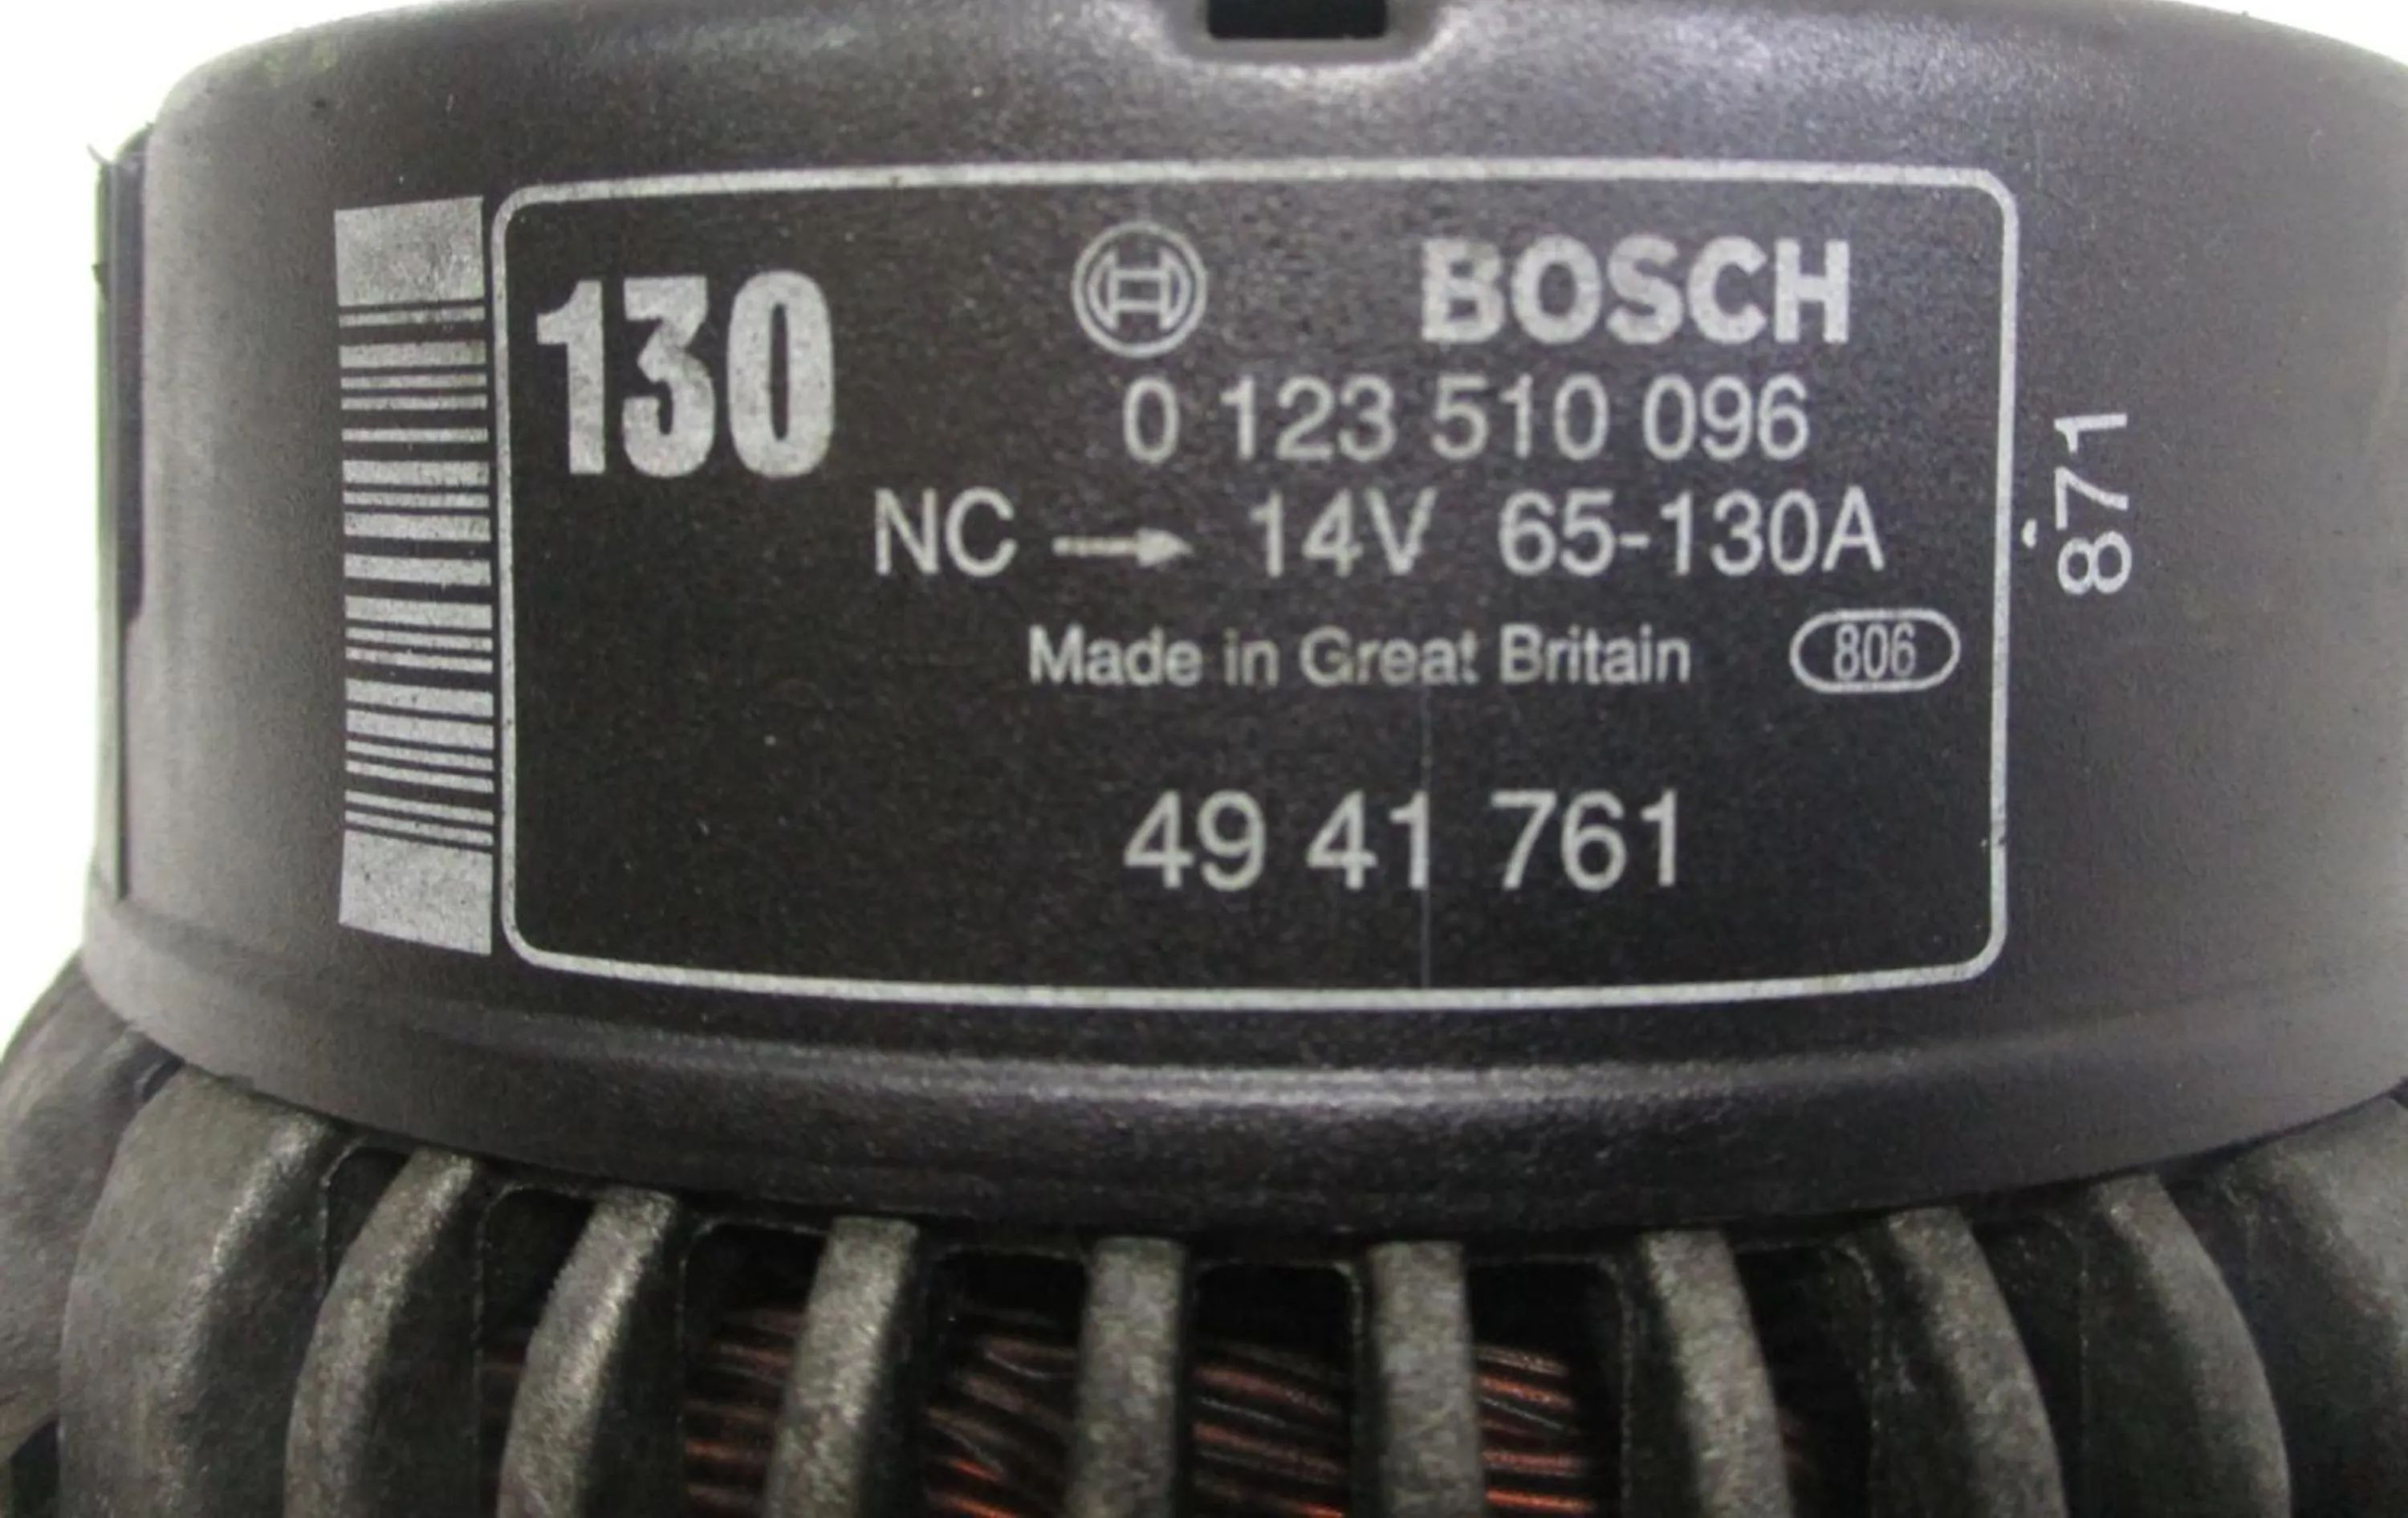 130
BOSCH
0 123 510 096
NC → 14V 65-130A
Made in Great Britain 806
49 41 761
871